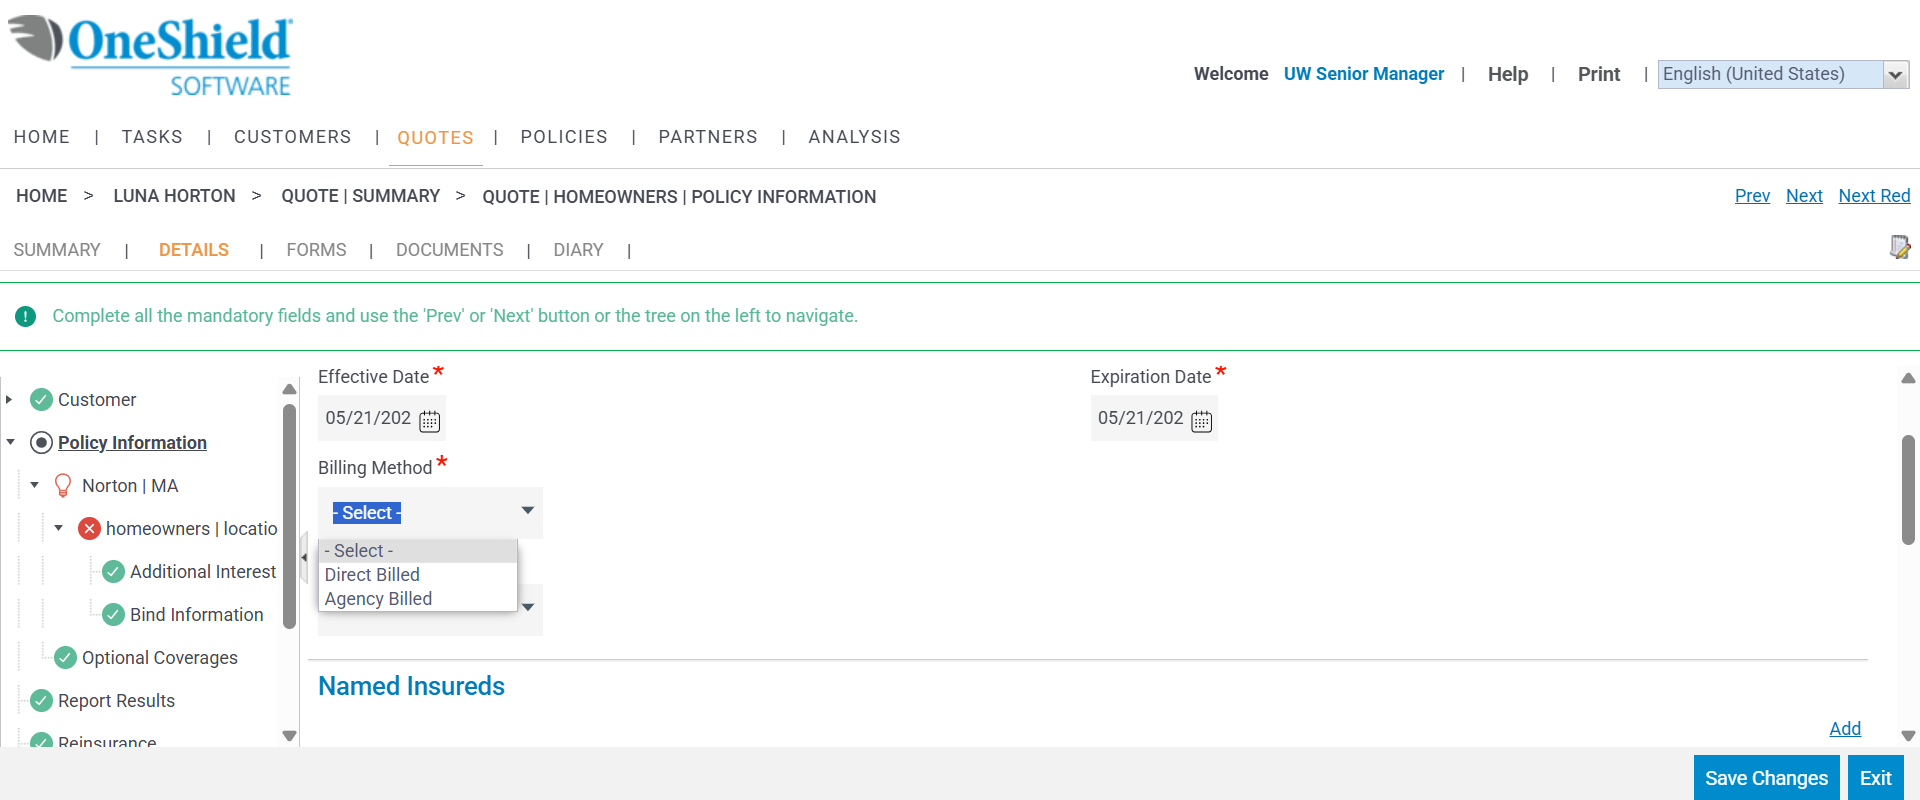 OneShield
SOFTWARE
Welcome UW Senior Manager | Help | Print | English (United States)
HOME | TASKS | CUSTOMERS | QUOTES | POLICIES | PARTNERS | ANALYSIS
HOME > LUNA HORTON > QUOTE | SUMMARY > QUOTE | HOMEOWNERS | POLICY INFORMATION
Prev Next Next Red
SUMMARY | DETAILS | FORMS | DOCUMENTS | DIARY |
Complete all the mandatory fields and use the 'Prev' or 'Next' button or the tree on the left to navigate.
Customer
Policy Information
Norton | MA
homeowners | locatio
Additional Interest
Bind Information
Optional Coverages
Report Results
Reinsurance
Effective Date *
05/21/202
Expiration Date *
05/21/202
Billing Method *
- Select -
- Select -
Direct Billed
Agency Billed
Named Insureds
Add
Save Changes
Exit